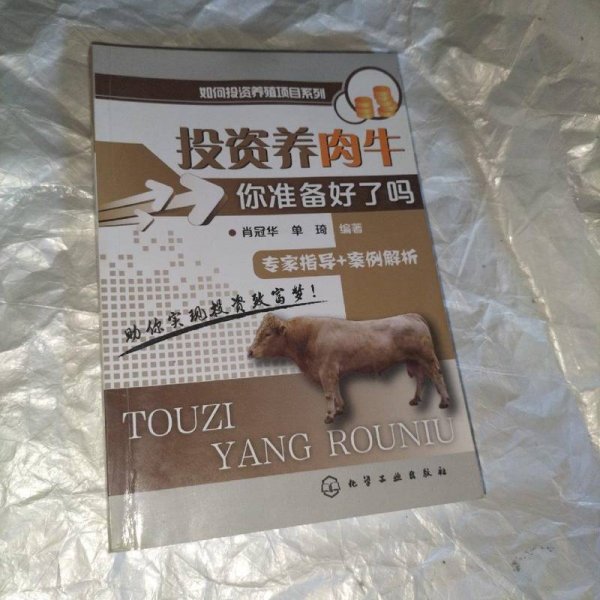 如何投资养殖项目系列
投资养肉牛
你准备好了吗
肖冠华 单琦 编著
专家指导+案例解析
助你实现投资致富梦！
TOUZI
YANG ROUNIU
化学工业出版社